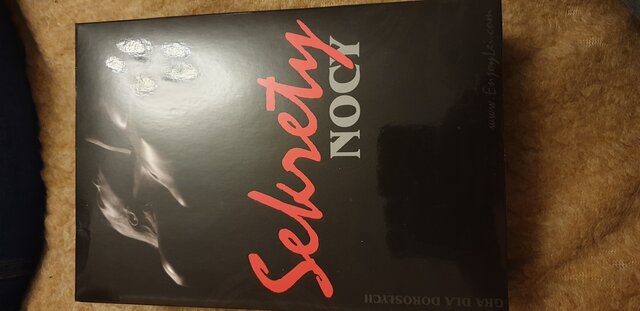 Sekrety
NOCY
GRA DLA DOROSŁYCH